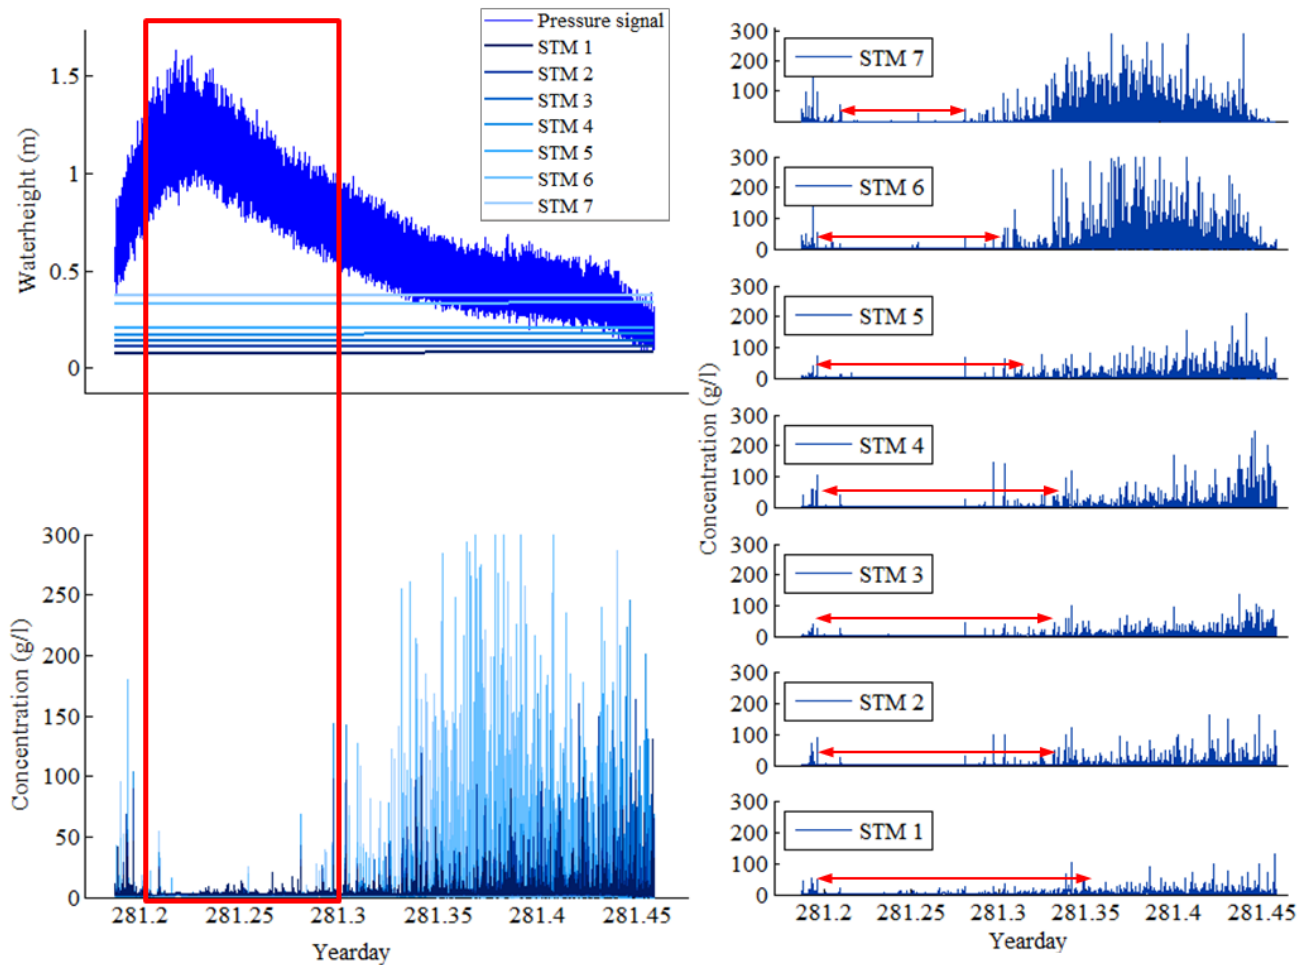 Pressure signal
STM 1
STM 2
STM 3
STM 4
STM 5
STM 6
STM 7
Waterheight (m)
1.5
1
0.5
0
Concentration (g/l)
300
250
200
150
100
50
0
281.2
281.25
281.3
281.35
281.4
281.45
Yearday
300
200
100
STM 7
300
200
100
0
STM 6
300
200
100
0
STM 5
300
200
100
0
STM 4
Concentration (g/l)
300
200
100
0
STM 3
300
200
100
0
STM 2
300
200
100
0
STM 1
281.2
281.25
281.3
281.35
281.4
281.45
Yearday